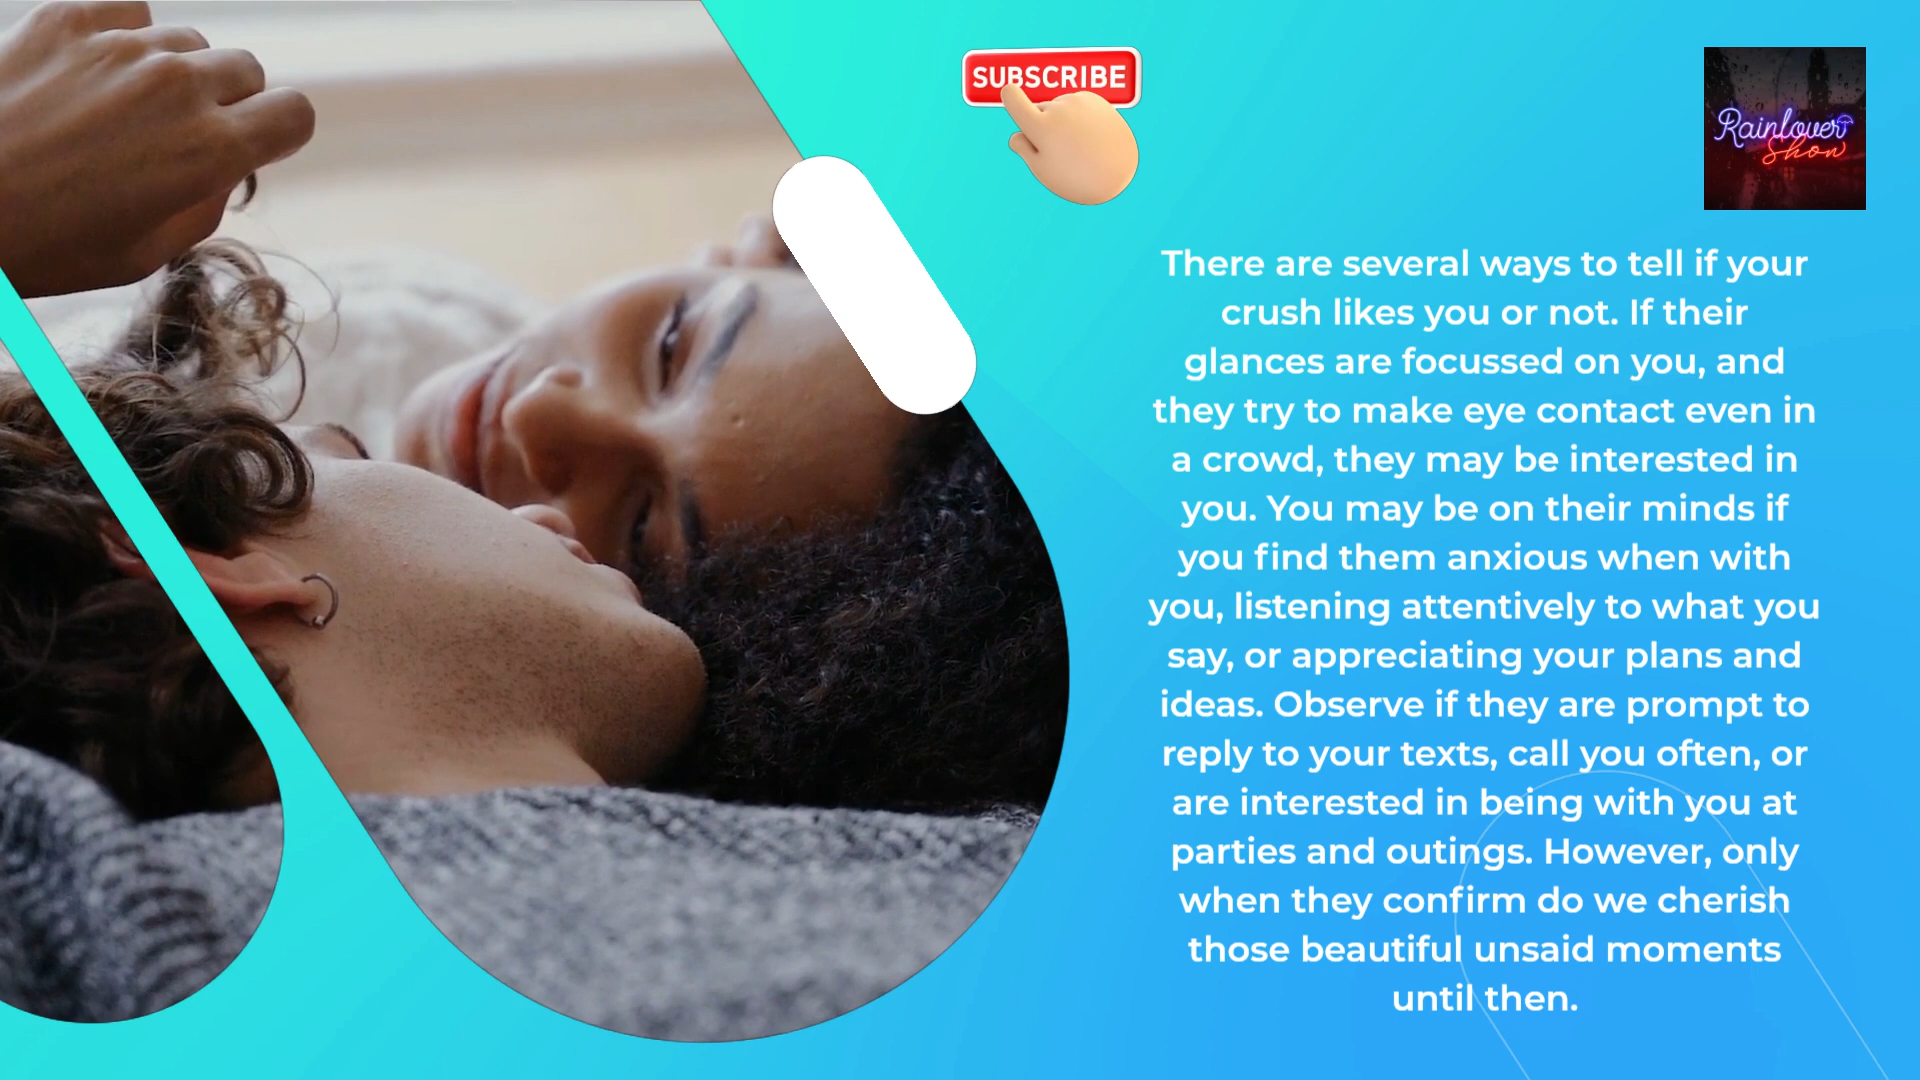 SUBSCRIBE
Rainlover
Show
There are several ways to tell if your
crush likes you or not. If their
glances are focussed on you, and
they try to make eye contact even in
a crowd, they may be interested in
you. You may be on their minds if
you find them anxious when with
you, listening attentively to what you
say, or appreciating your plans and
ideas. Observe if they are prompt to
reply to your texts, call you often, or
are interested in being with you at
parties and outings. However, only
when they confirm do we cherish
those beautiful unsaid moments
until then.